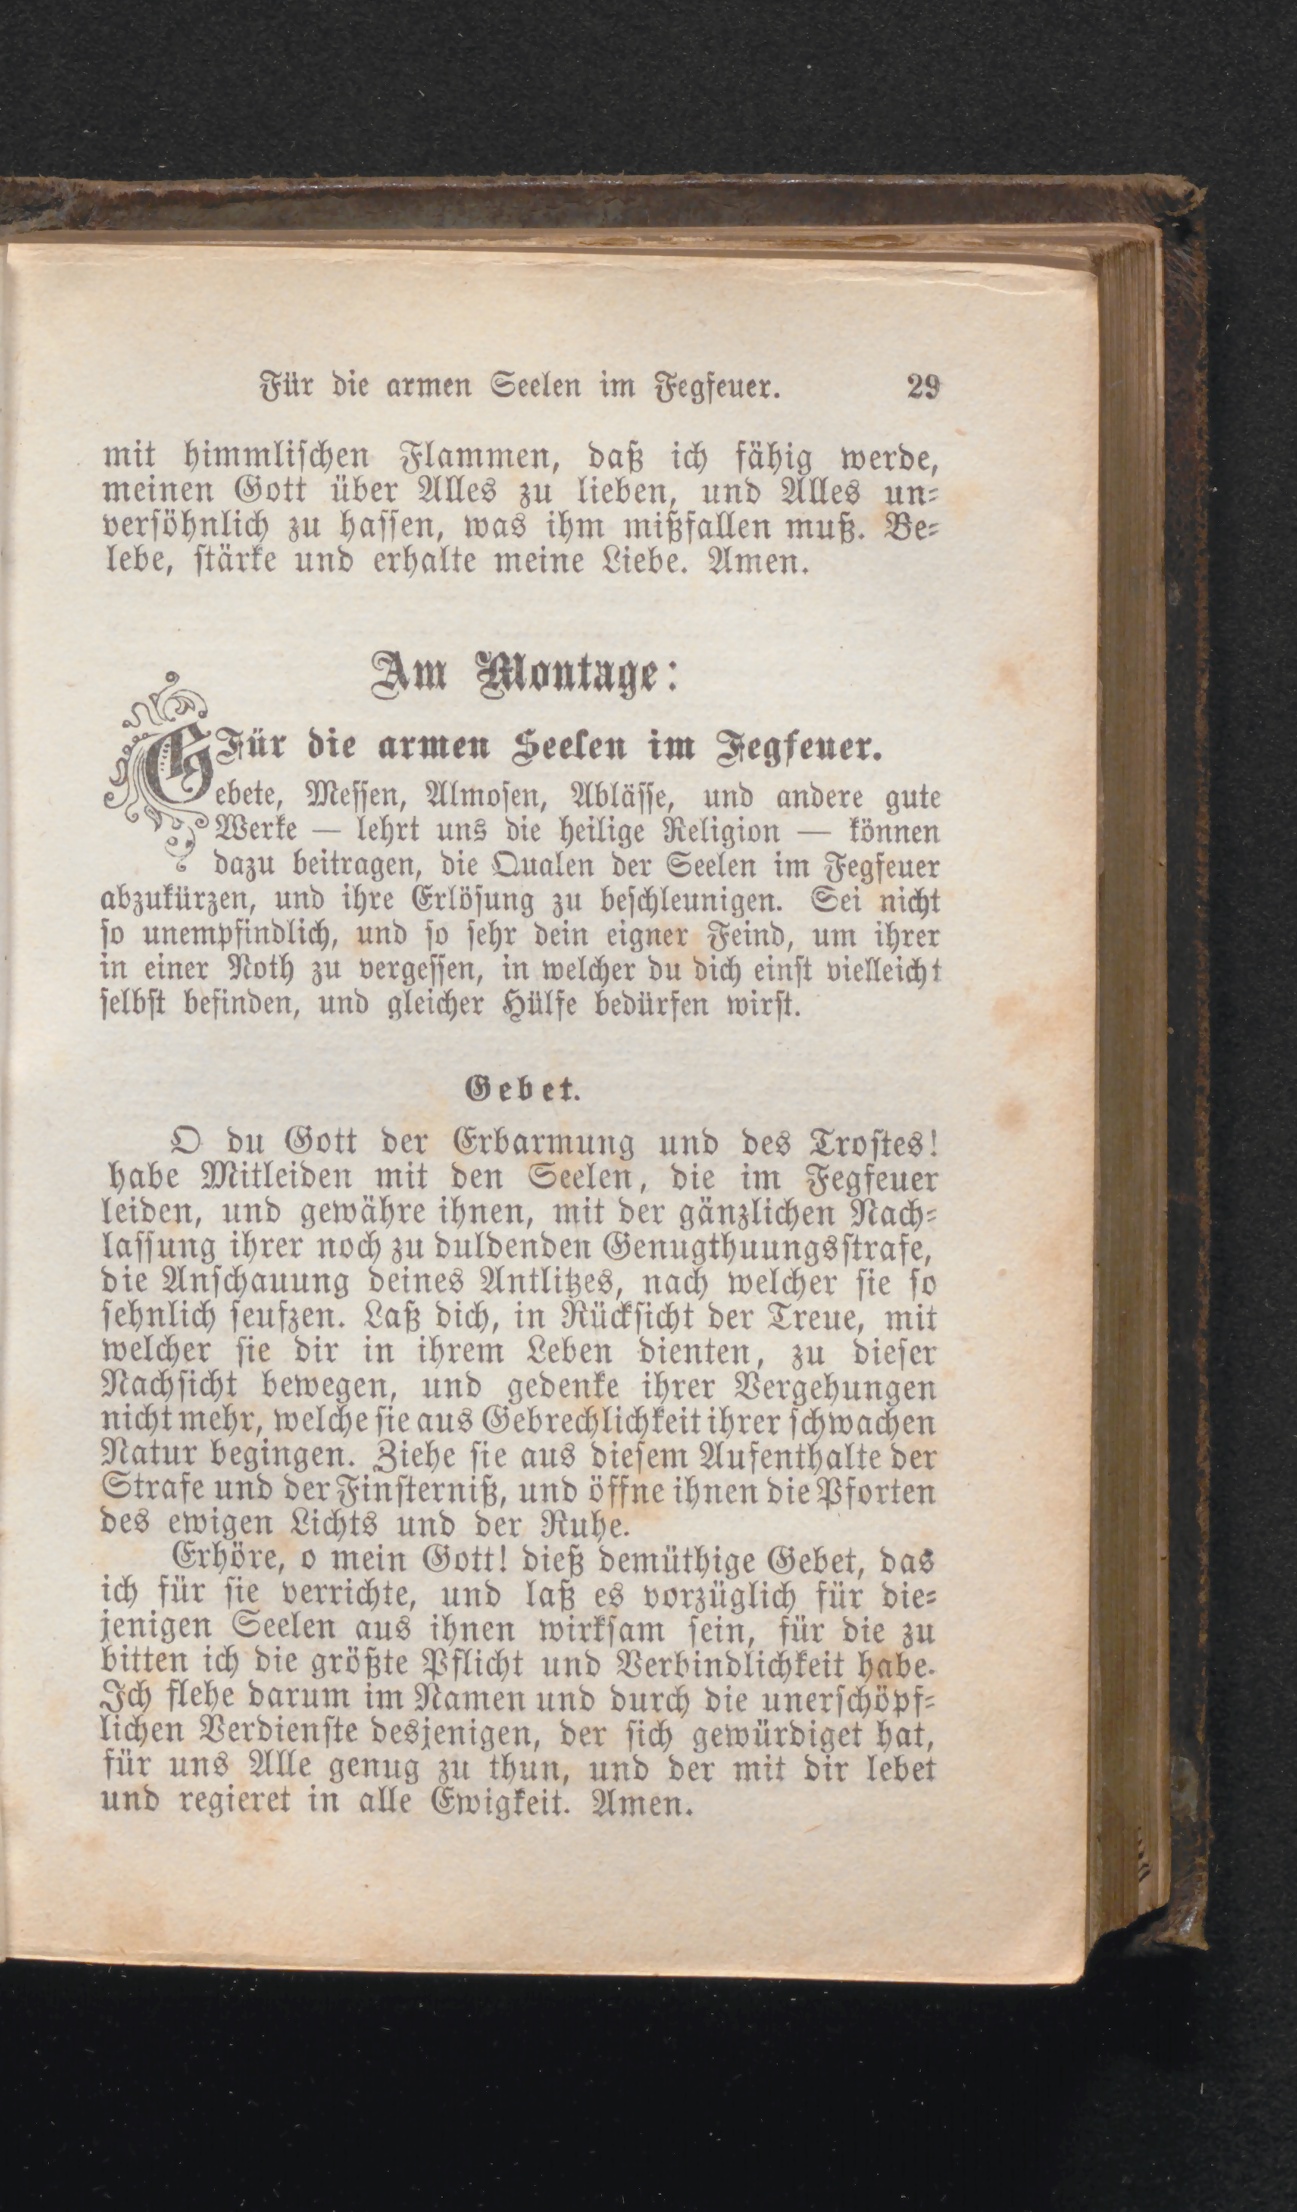 Für die armen Seelen im Fegfeuer. 29
mit himmlischen Flammen, daß ich fähig werde,
meinen Gott über Alles zu lieben, und Alles un-
versöhnlich zu hassen, was ihm mißfallen muß. Be-
lebe, stärke und erhalte meine Liebe. Amen.
Am Montage:
Für die armen Seelen im Fegfeuer.
Gebete, Messen, Almosen, Ablässe, und andere gute
Werke — lehrt uns die heilige Religion — können
dazu beitragen, die Qualen der Seelen im Fegfeuer
abzukürzen, und ihre Erlösung zu beschleunigen. Sei nicht
so unempfindlich, und so sehr dein eigner Feind, um ihrer
in einer Noth zu vergessen, in welcher du dich einst vielleicht
selbst befinden, und gleicher Hülfe bedürfen wirst.
Gebet.
O du Gott der Erbarmung und des Trostes!
habe Mitleiden mit den Seelen, die im Fegfeuer
leiden, und gewähre ihnen, mit der gänzlichen Nach-
lassung ihrer noch zu duldenden Genugthuungsstrafe,
die Anschauung deines Antlitzes, nach welcher sie so
sehnlich seufzen. Laß dich, in Rücksicht der Treue, mit
welcher sie dir in ihrem Leben dienten, zu dieser
Nachsicht bewegen, und gedenke ihrer Vergehungen
nicht mehr, welche sie aus Gebrechlichkeit ihrer schwachen
Natur begingen. Ziehe sie aus diesem Aufenthalte der
Strafe und der Finsterniß, und öffne ihnen die Pforten
des ewigen Lichts und der Ruhe.
Erhöre, o mein Gott! dieß demüthige Gebet, das
ich für sie verrichte, und laß es vorzüglich für die-
jenigen Seelen aus ihnen wirksam sein, für die zu
bitten ich die größte Pflicht und Verbindlichkeit habe.
Ich flehe darum im Namen und durch die unerschöpf-
lichen Verdienste desjenigen, der sich gewürdiget hat,
für uns Alle genug zu thun, und der mit dir lebet
und regieret in alle Ewigkeit. Amen.